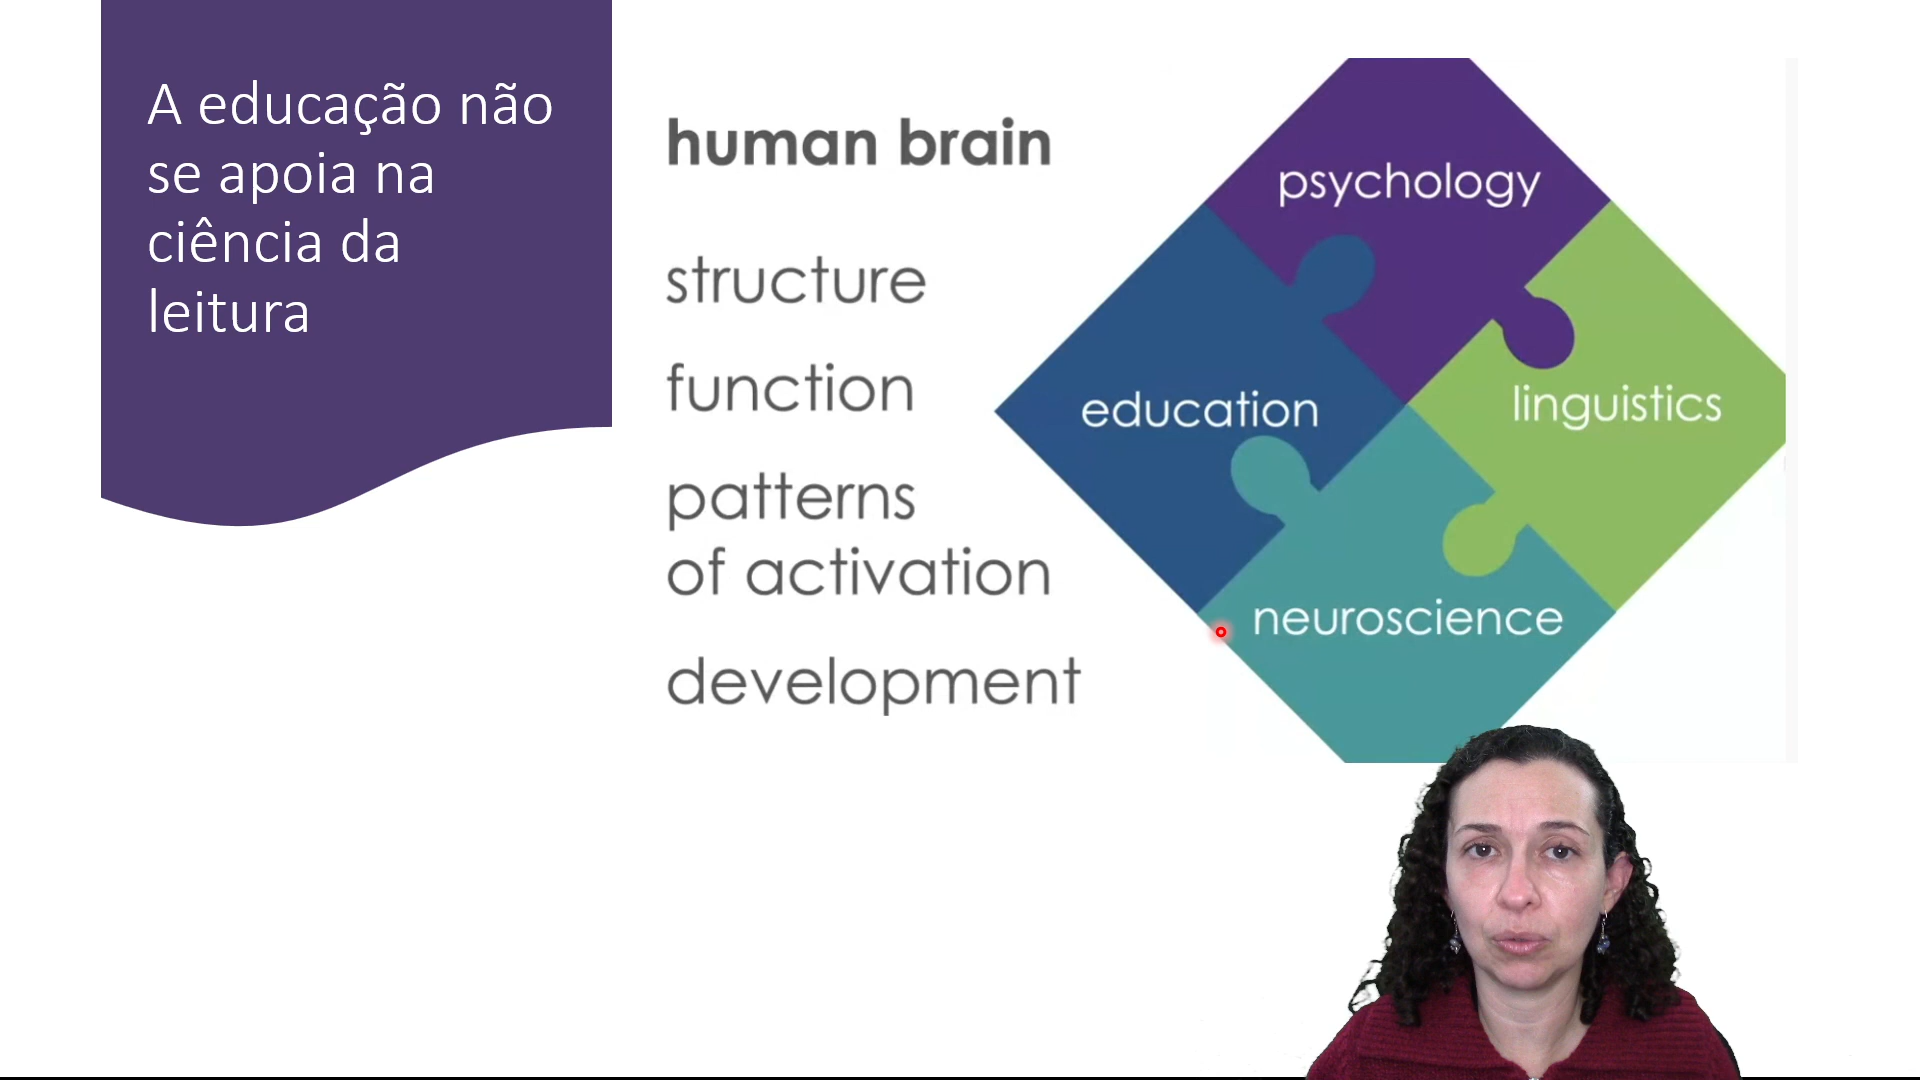 A educação não
se apoia na
ciência da
leitura
human brain
structure
function
patterns
of activation
development
psychology
education
linguistics
neuroscience